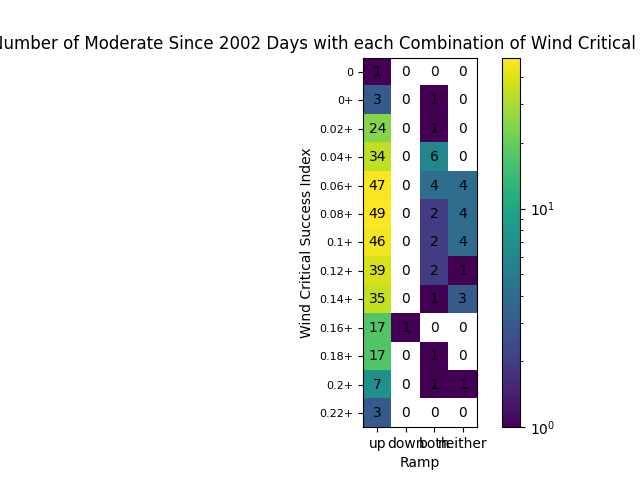 of Moderate Since 2002 Days with each Combination of Wind Critical
Wind Critical Success Index
0 1 0 0 0
0+ 3 0 1 0
0.02+ 24 0 1 0
0.04+ 34 0 6 0
0.06+ 47 0 4 4
0.08+ 49 0 2 4
0.1+ 46 0 2 4
0.12+ 39 0 2 1
0.14+ 35 0 1 3
0.16+ 17 1 0 0
0.18+ 17 0 1 0
0.2+ 7 0 1 1
0.22+ 3 0 0 0
up down both neither
Ramp
10^1
10^0